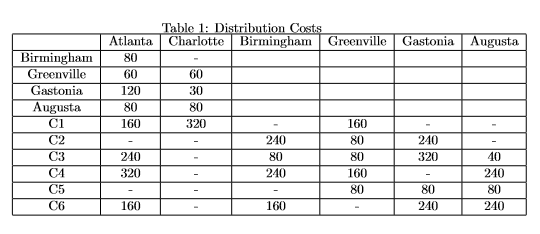 Table 1: Distribution Costs
Atlanta Charlotte Birmingham Greenville Gastonia Augusta
Birmingham 80 -
Greenville 60 60
Gastonia 120 30
Augusta 80 80
C1 160 320 - 160 - -
C2 - - 240 80 240 -
C3 240 - 80 80 320 40
C4 320 - 240 160 - 240
C5 - - - 80 80 80
C6 160 - 160 - 240 240